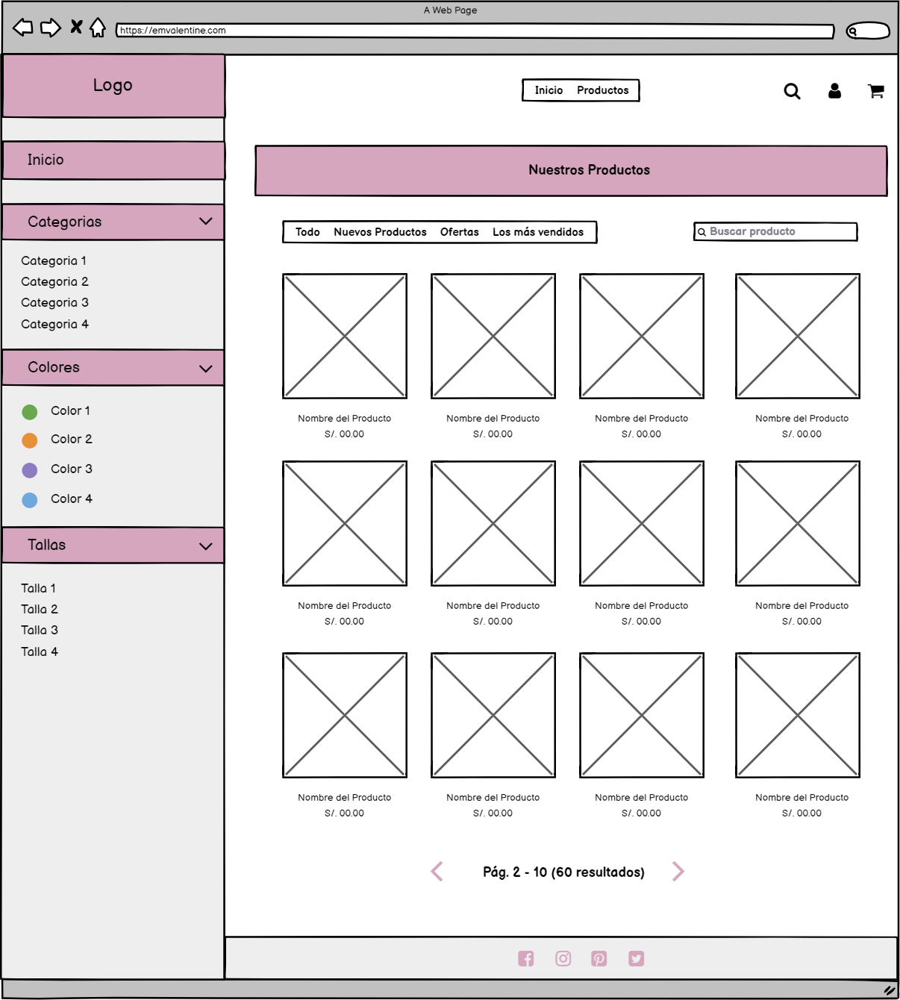 A Web Page
https://emvalentine.com
Logo
Inicio
Categorias
Categoria 1
Categoria 2
Categoria 3
Categoria 4
Colores
Color 1
Color 2
Color 3
Color 4
Tallas
Talla 1
Talla 2
Talla 3
Talla 4
Inicio Productos
Nuestros Productos
Todo Nuevos Productos Ofertas Los más vendidos
Buscar producto
Nombre del Producto Nombre del Producto Nombre del Producto Nombre del Producto
S/. 00.00 S/. 00.00 S/. 00.00 S/. 00.00
Nombre del Producto Nombre del Producto Nombre del Producto Nombre del Producto
S/. 00.00 S/. 00.00 S/. 00.00 S/. 00.00
Nombre del Producto Nombre del Producto Nombre del Producto Nombre del Producto
S/. 00.00 S/. 00.00 S/. 00.00 S/. 00.00
Pág. 2 - 10 (60 resultados)